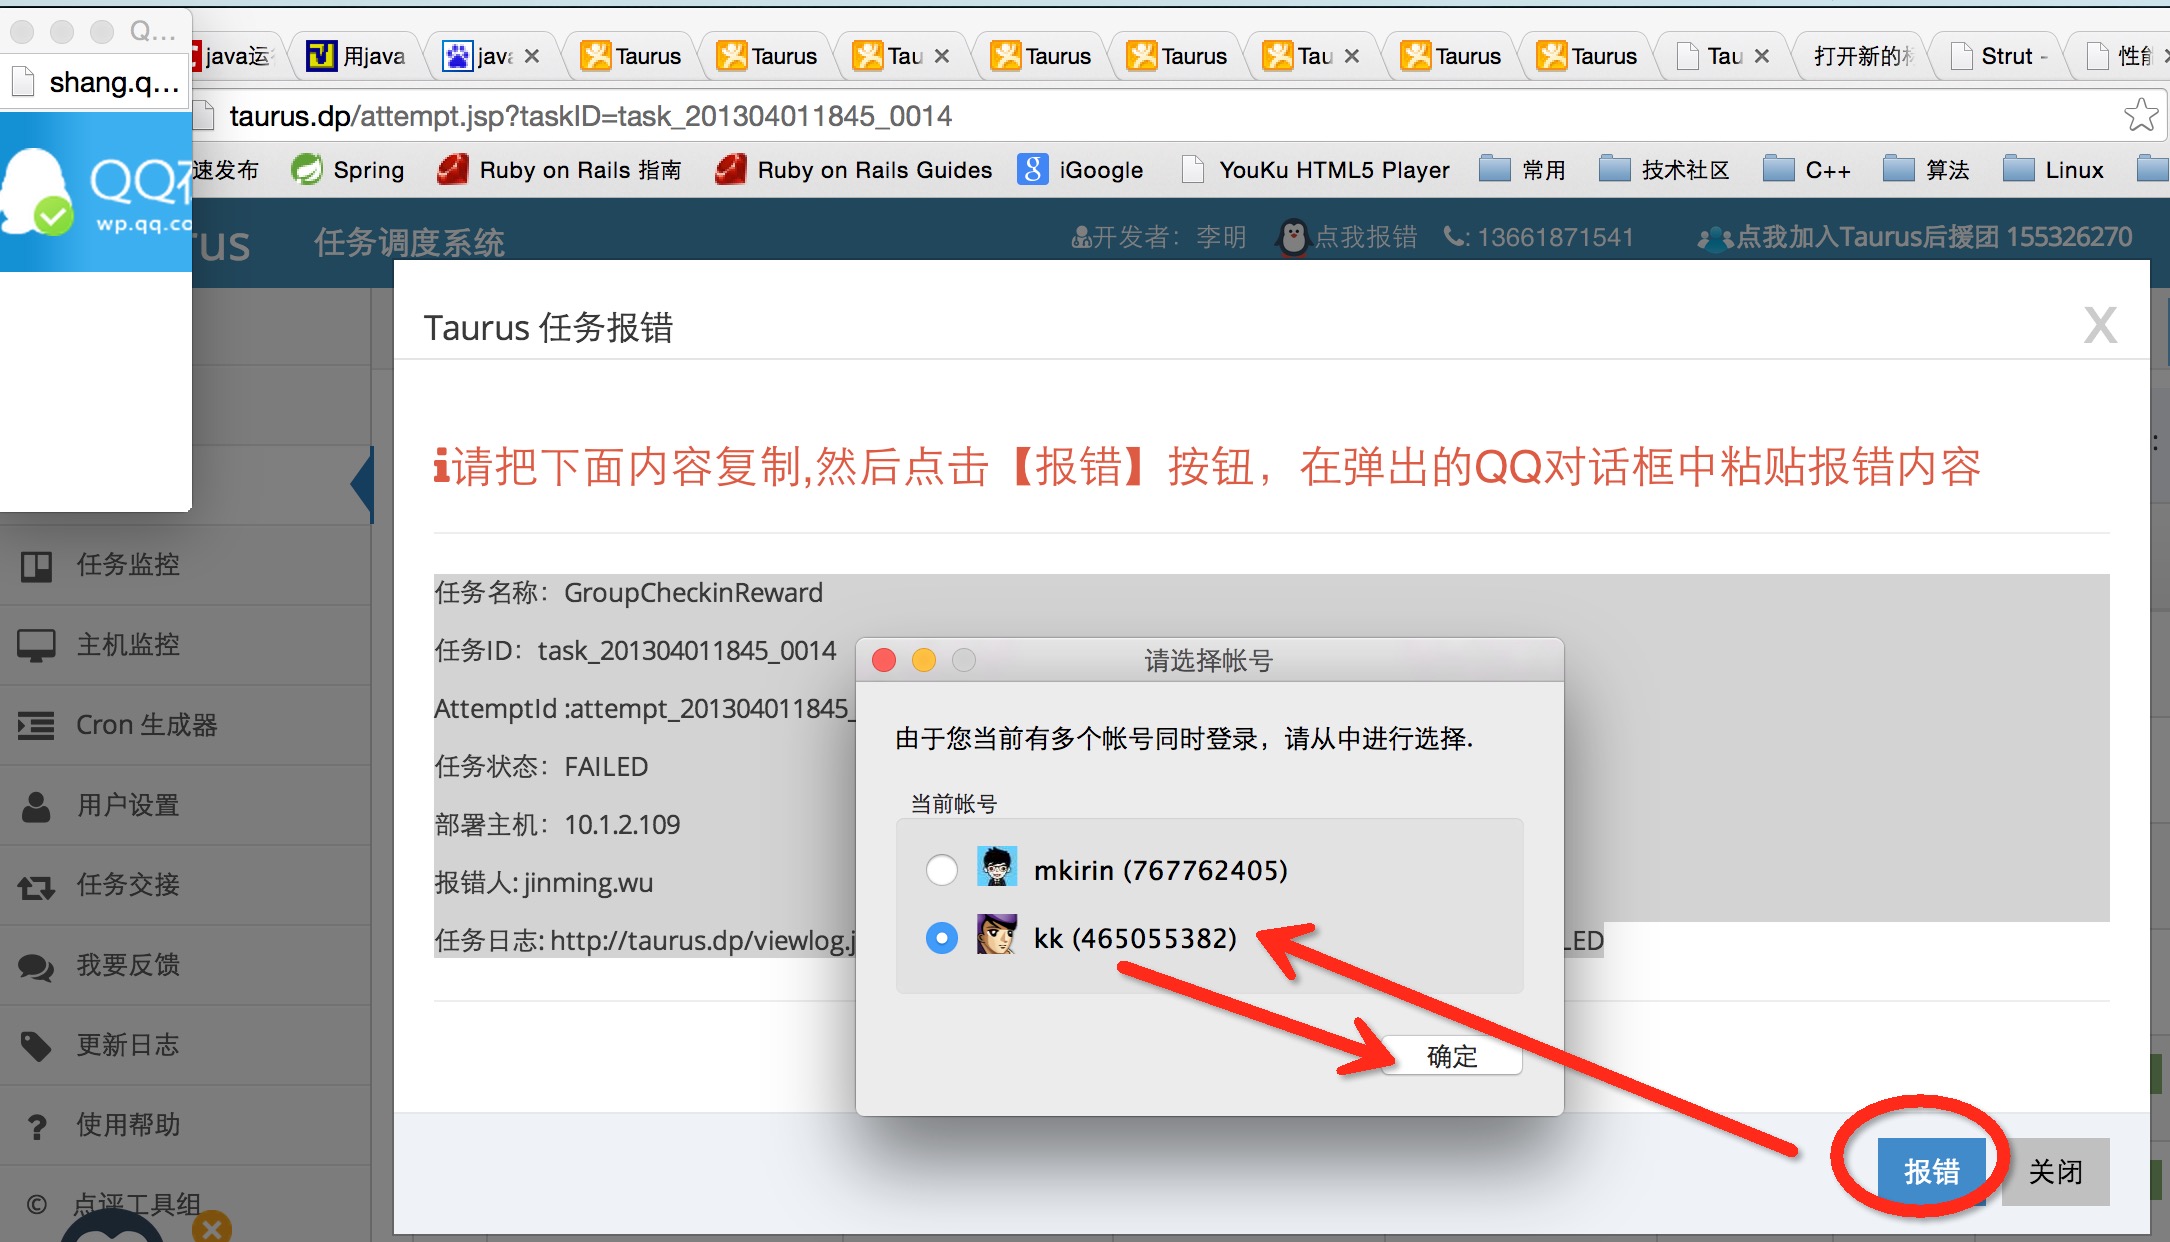 Q...
java运
用java
java
Taurus
Taurus
Tau
Taurus
Taurus
Tau
Taurus
Taurus
Tau
打开新的标
Strut -
性能
shang.q...
taurus.dp/attempt.jsp?taskID=task_201304011845_0014
速发布
Spring
Ruby on Rails 指南
Ruby on Rails Guides
iGoogle
YouKu HTML5 Player
常用
技术社区
C++
算法
Linux
wp.qq.co
任务调度系统
开发者：李明
点我报错
: 13661871541
点我加入Taurus后援团 155326270
Taurus 任务报错
X
请把下面内容复制,然后点击【报错】按钮，在弹出的QQ对话框中粘贴报错内容
任务监控
主机监控
Cron 生成器
用户设置
任务交接
我要反馈
更新日志
使用帮助
© 点评工具组
任务名称：GroupCheckinReward
任务ID：task_201304011845_0014
AttemptId :attempt_201304011845_
任务状态：FAILED
部署主机：10.1.2.109
报错人: jinming.wu
任务日志: http://taurus.dp/viewlog.j
LED
请选择帐号
由于您当前有多个帐号同时登录，请从中进行选择.
当前帐号
mkirin (767762405)
kk (465055382)
确定
报错
关闭